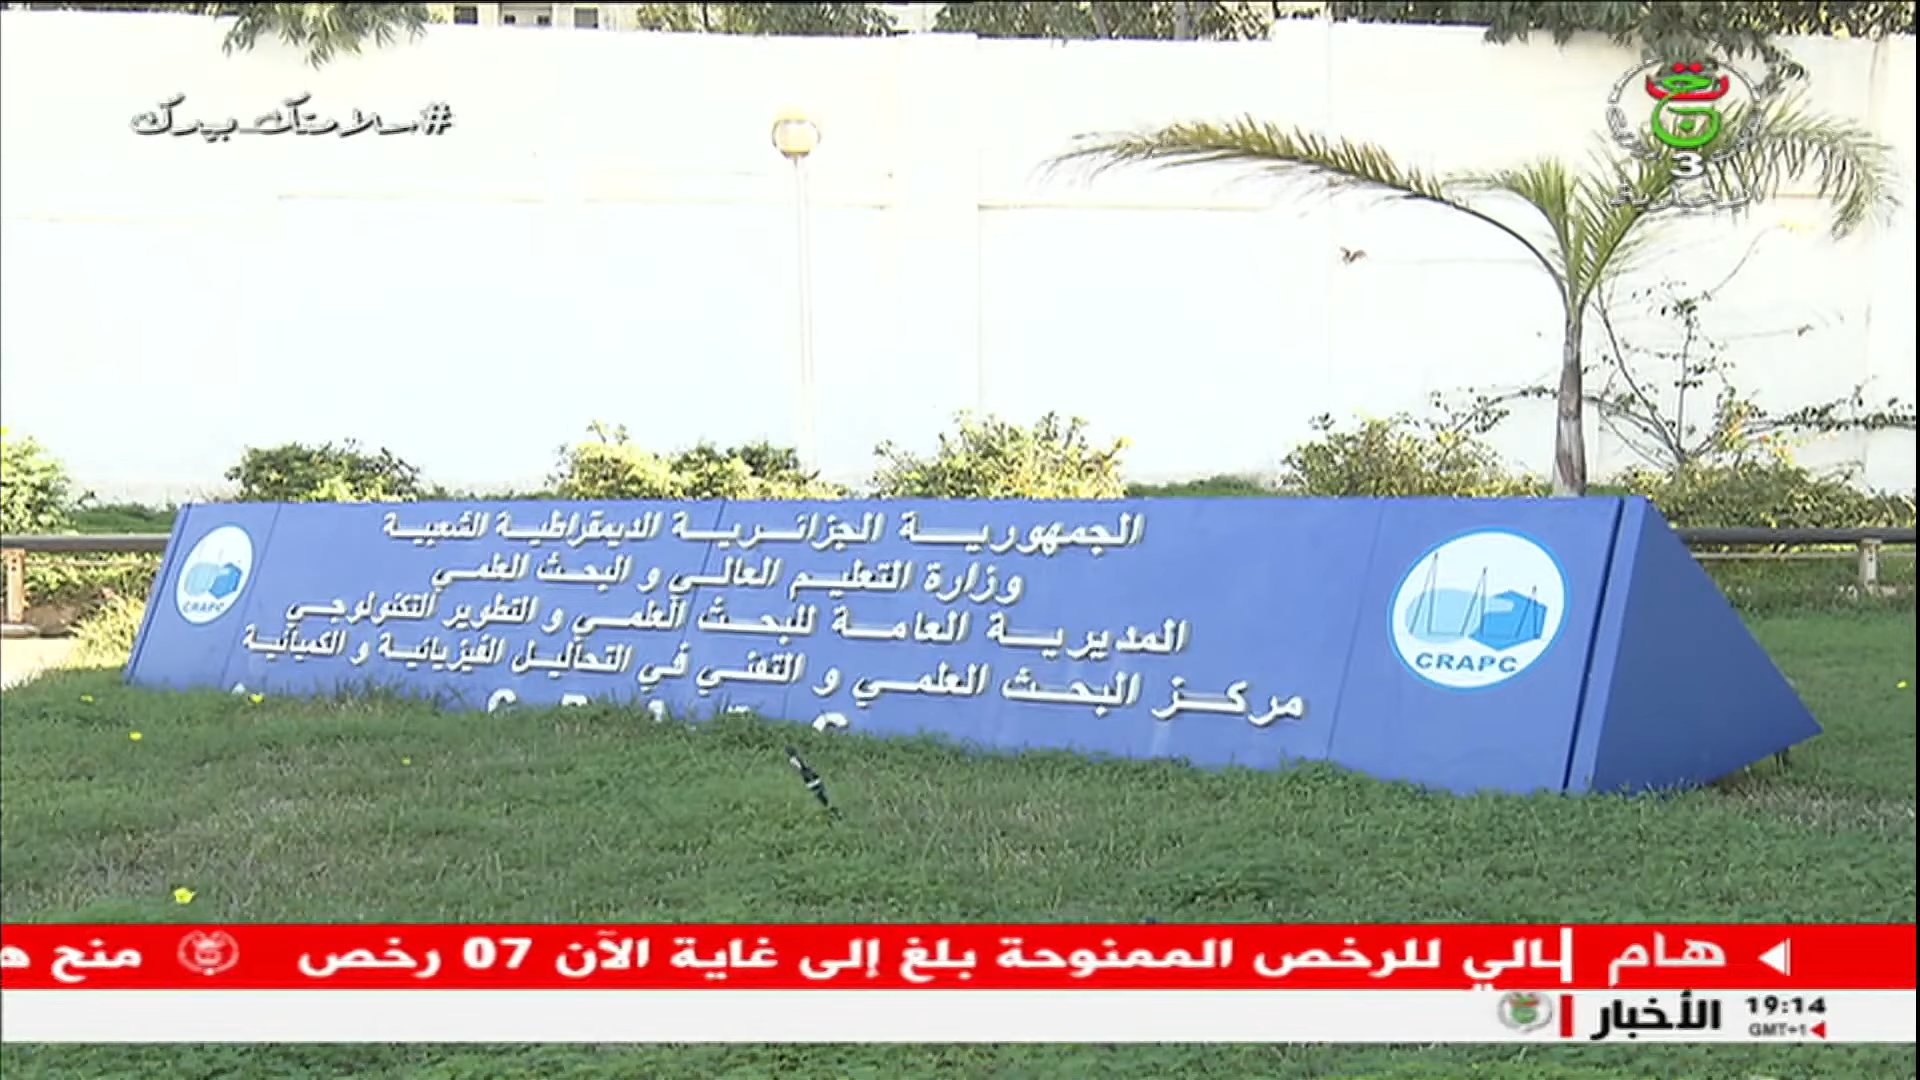 #سلامتك_بيدك
3
الإخبارية
الجمهورية الجزائرية الديمقراطية الشعبية
وزارة التعليم العالي و البحث العلمي
المديرية العامة للبحث العلمي و التطوير التكنولوجي
مركز البحث العلمي و التقني في التحاليل الفيزيائية و الكميائية
CRAPC
CRAPC
هام
الي للرخص الممنوحة بلغ إلى غاية الآن 07 رخص
منح
الأخبار
19:14
GMT+1